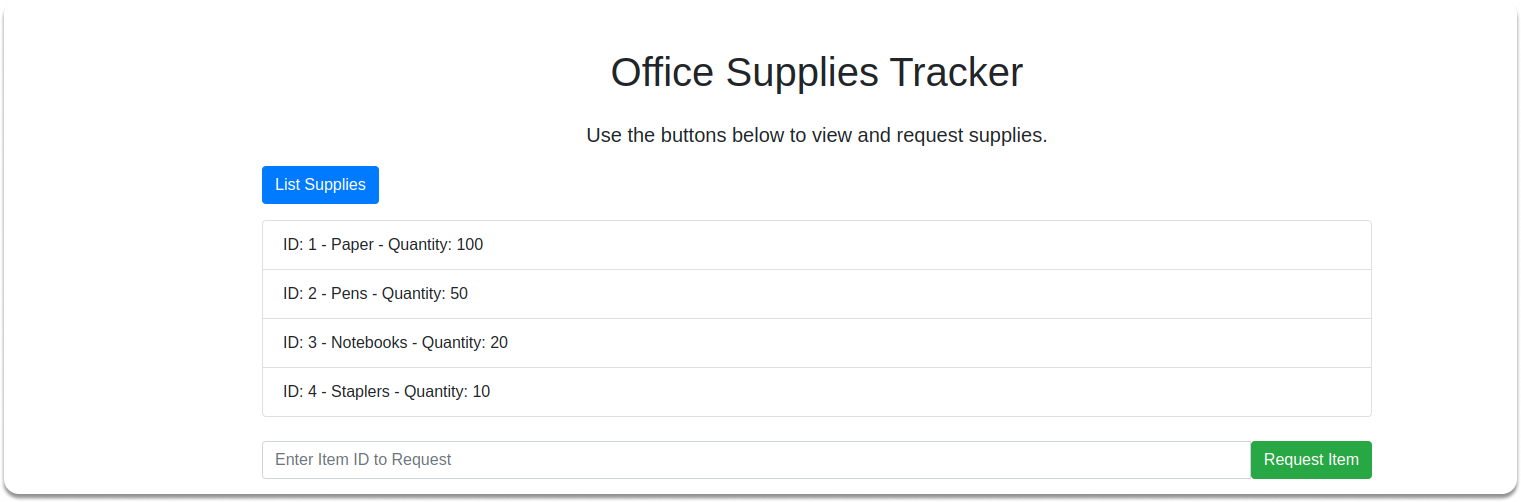 Office Supplies Tracker
Use the buttons below to view and request supplies.
List Supplies
ID: 1 - Paper - Quantity: 100
ID: 2 - Pens - Quantity: 50
ID: 3 - Notebooks - Quantity: 20
ID: 4 - Staplers - Quantity: 10
Enter Item ID to Request
Request Item